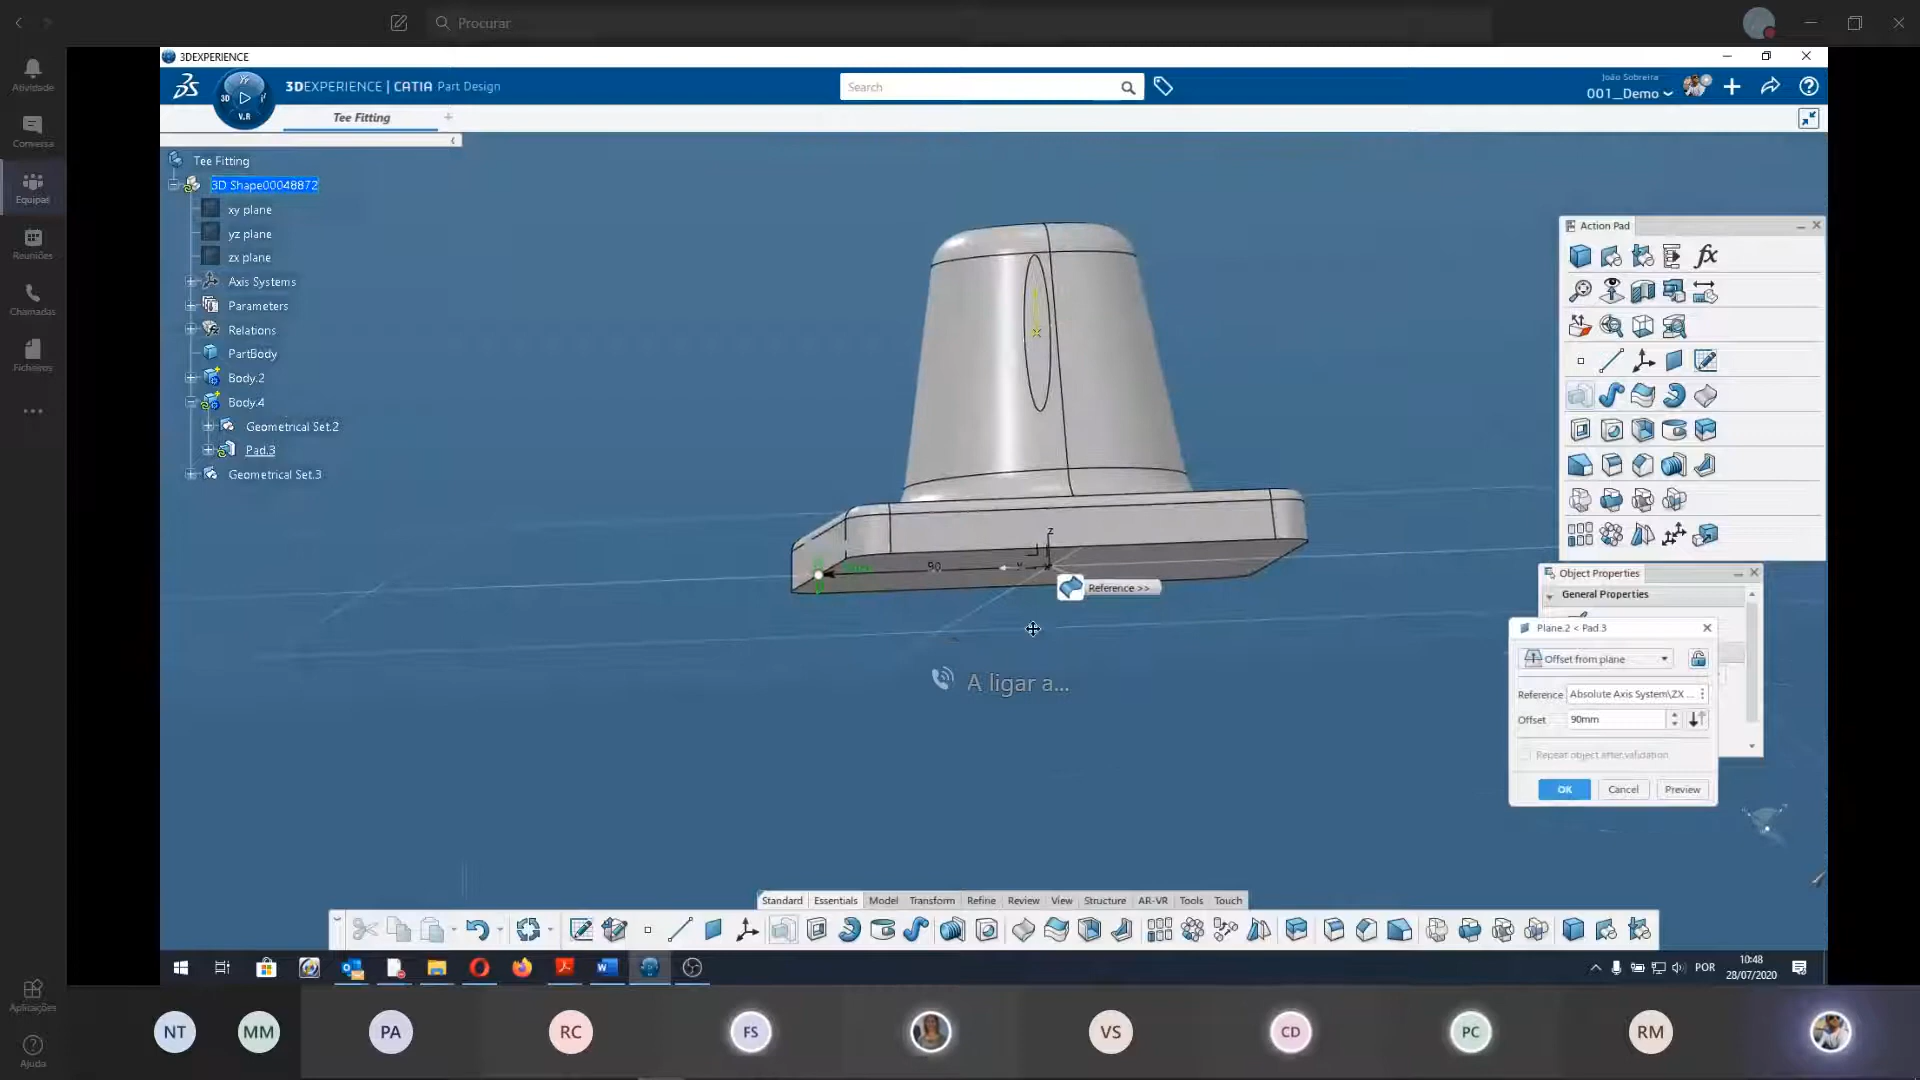 Procurar
Atividade
Conversa
Equipas
Reuniões
Chamadas
Ficheiros
Aplicações
Ajuda
3DEXPERIENCE
3DEXPERIENCE | CATIA Part Design
3D
V.R
Search
João Sobreira
001__Demo
Tee Fitting
Tee Fitting
3D Shape00048872
xy plane
yz plane
zx plane
Axis Systems
Parameters
Relations
PartBody
Body.2
Body.4
Geometrical Set.2
Pad.3
Geometrical Set.3
z
90
Reference >>
A ligar a...
Action Pad
fx
Object Properties
General Properties
Plane.2 < Pad.3
Offset from plane
Reference Absolute Axis System\ZX ...
Offset 90mm
Repeat object after validation
OK Cancel Preview
Standard Essentials Model Transform Refine Review View Structure AR-VR Tools Touch
POR
10:48
28/07/2020
NT MM PA RC FS VS CD PC RM